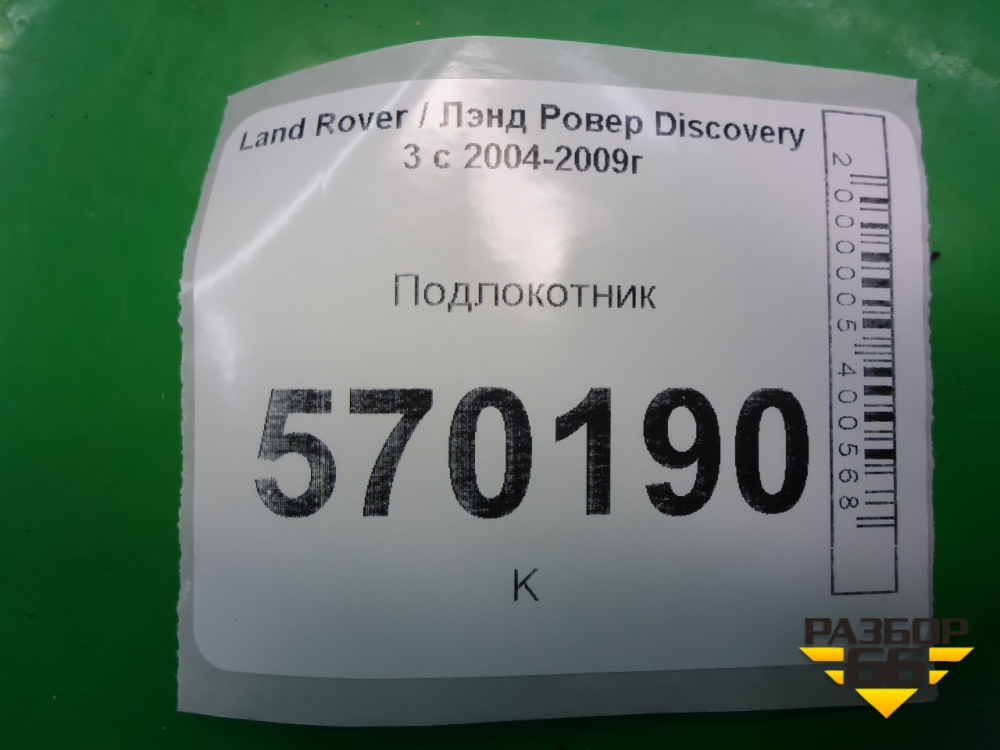 Land Rover / Лэнд Ровер Discovery
3 с 2004-2009г
Подлокотник
570190
К
2000005400568
РАЗБОР
66